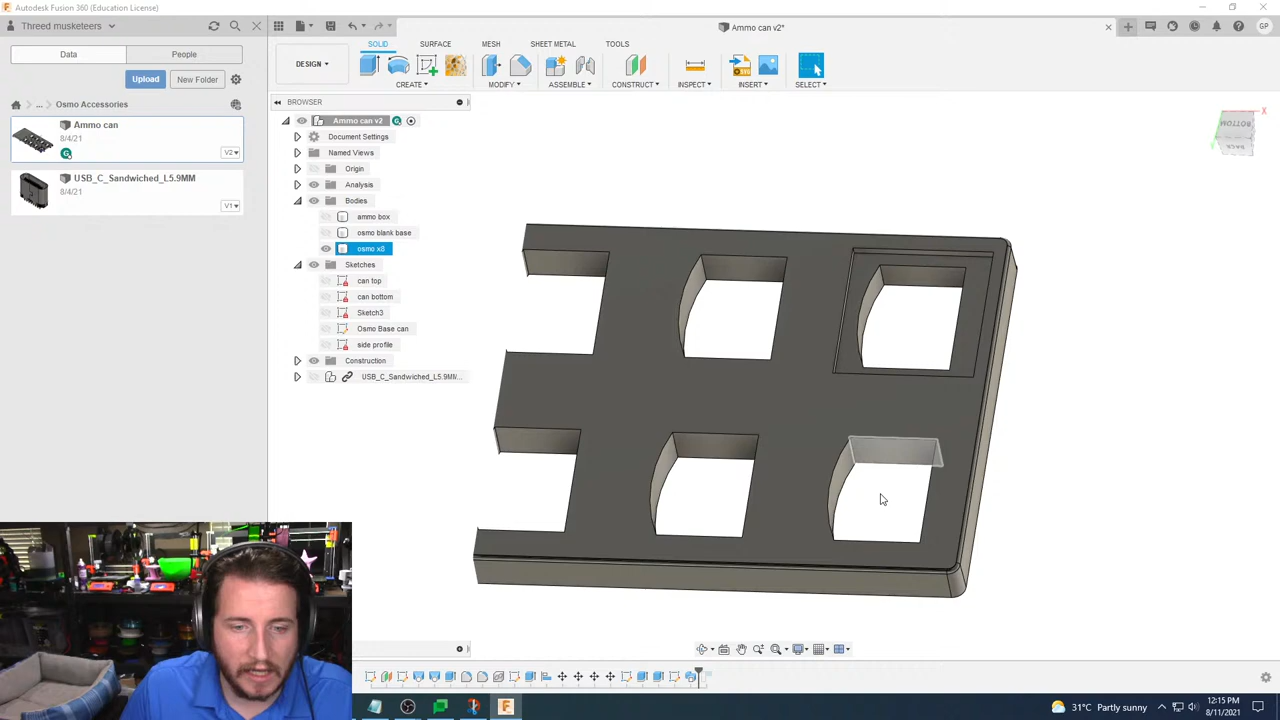 Autodesk Fusion 360 (Education License)
Threed musketeers
Ammo can v2*
GP
Data
People
DESIGN
SOLID
SURFACE
MESH
SHEET METAL
TOOLS
Upload
New Folder
CREATE
MODIFY
ASSEMBLE
CONSTRUCT
INSPECT
INSERT
SELECT
... Osmo Accessories
BROWSER
Ammo can
8/4/21
G
V2
USB_C_Sandwiched_L5.9MM
8/4/21
V1
Ammo can v2
Document Settings
Named Views
Origin
Analysis
Bodies
ammo box
osmo blank base
osmo x8
Sketches
can top
can bottom
Sketch3
Osmo Base can
side profile
Construction
USB_C_Sandwiched_L5.9M/...
BOTTOM
BACK
X
12:15 PM
31°C Partly sunny
8/11/2021